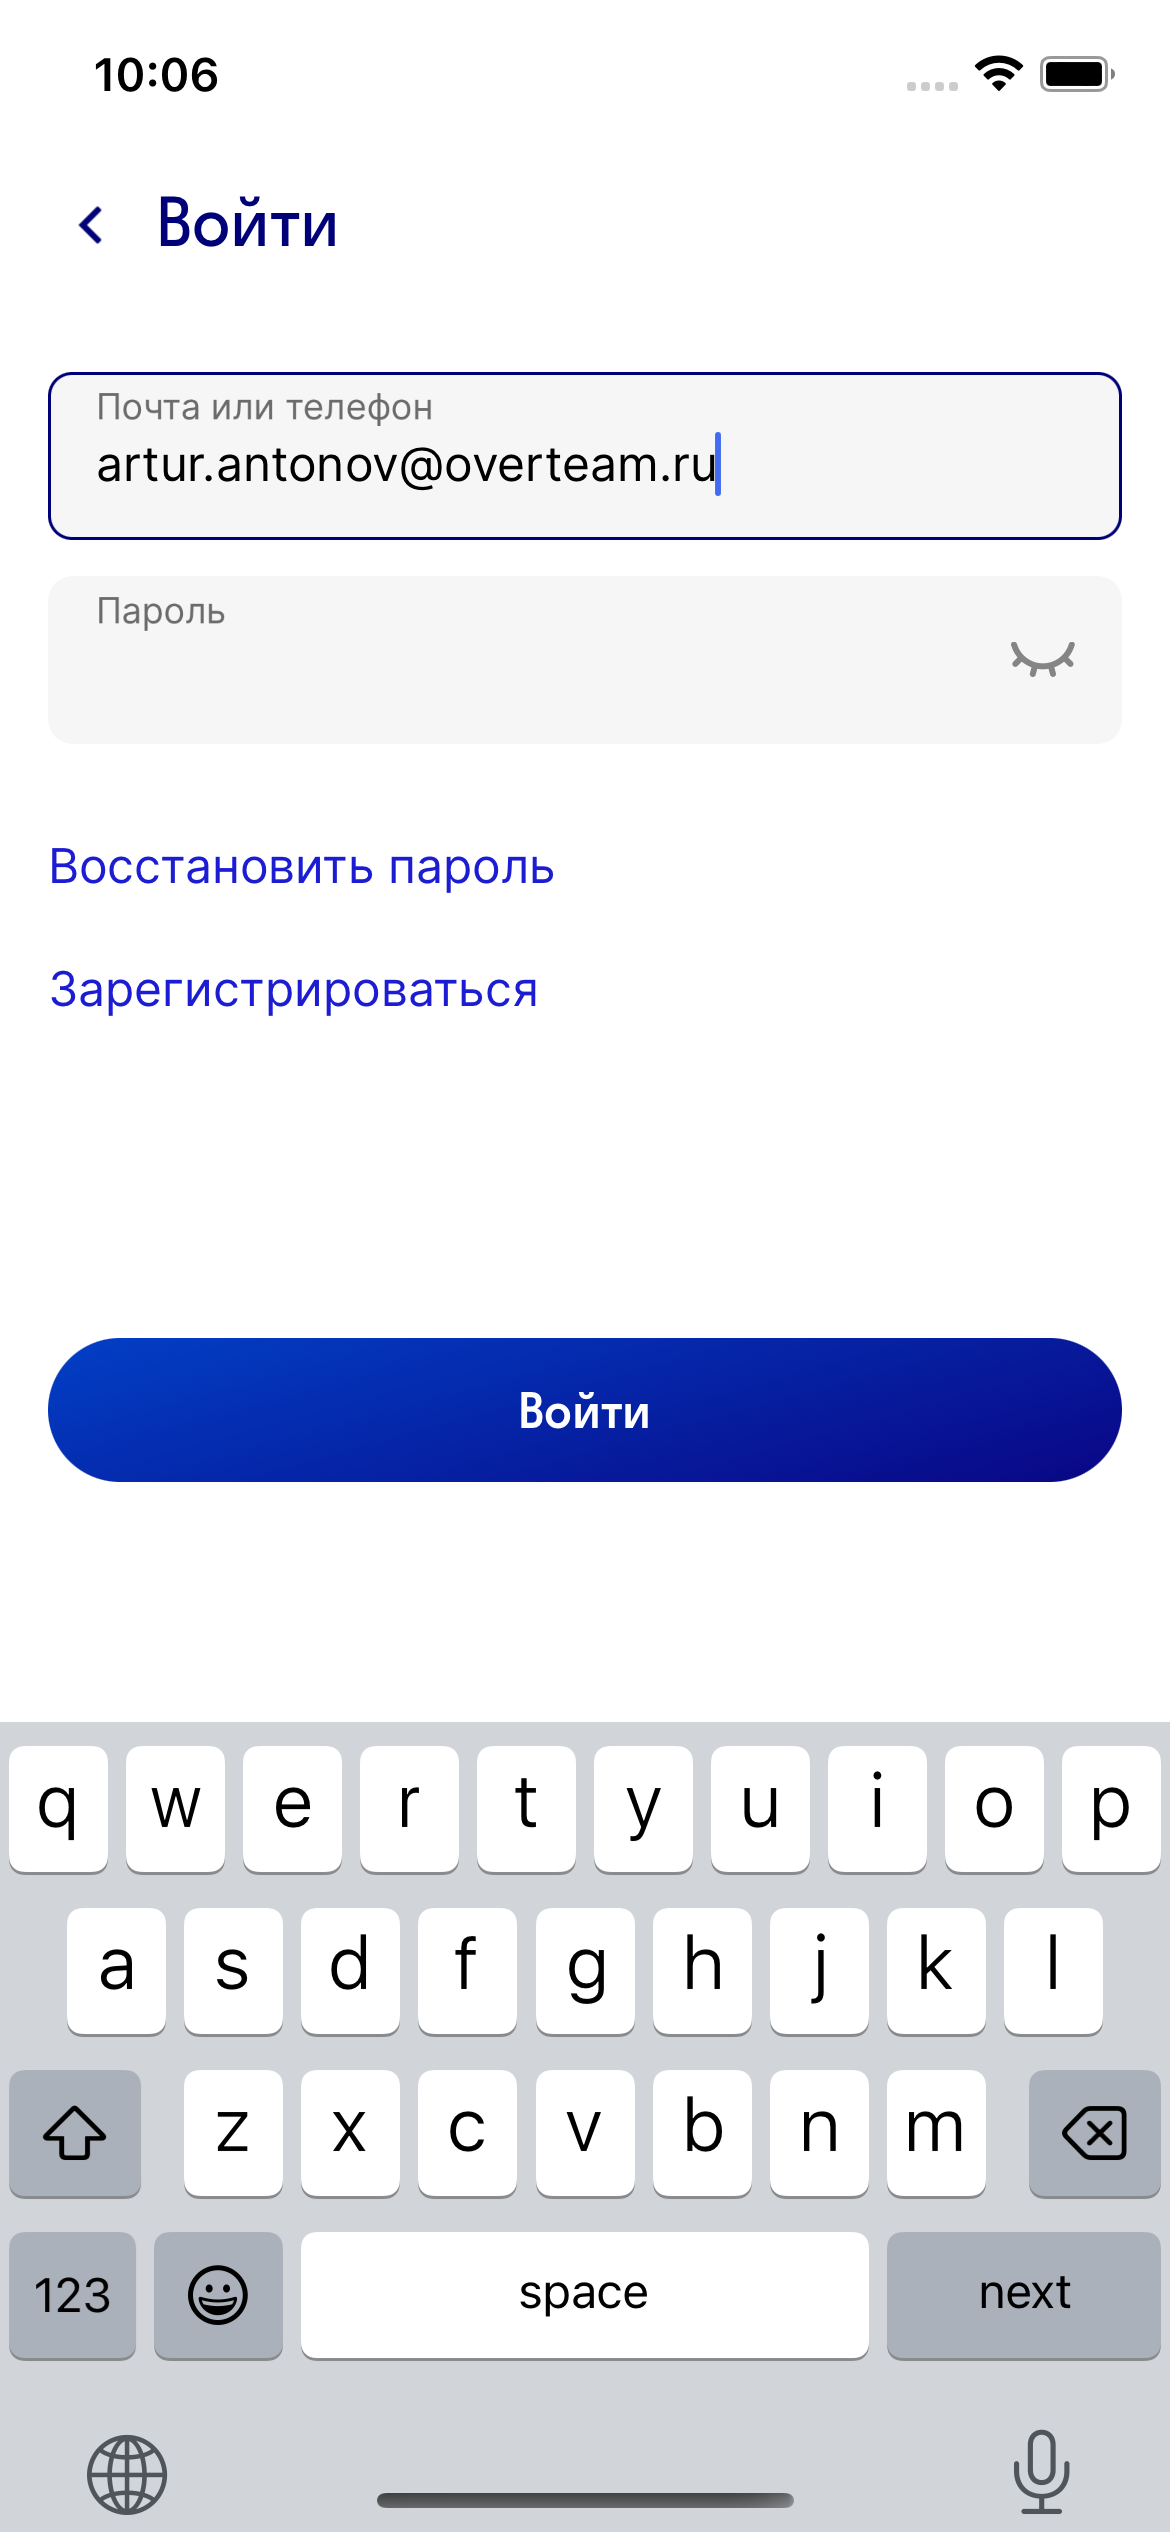 10:06
Войти
Почта или телефон
artur.antonov@overteam.ru
Пароль
Восстановить пароль
Зарегистрироваться
Войти
q w e r t y u i o p
a s d f g h j k l
z x c v b n m
123 space next